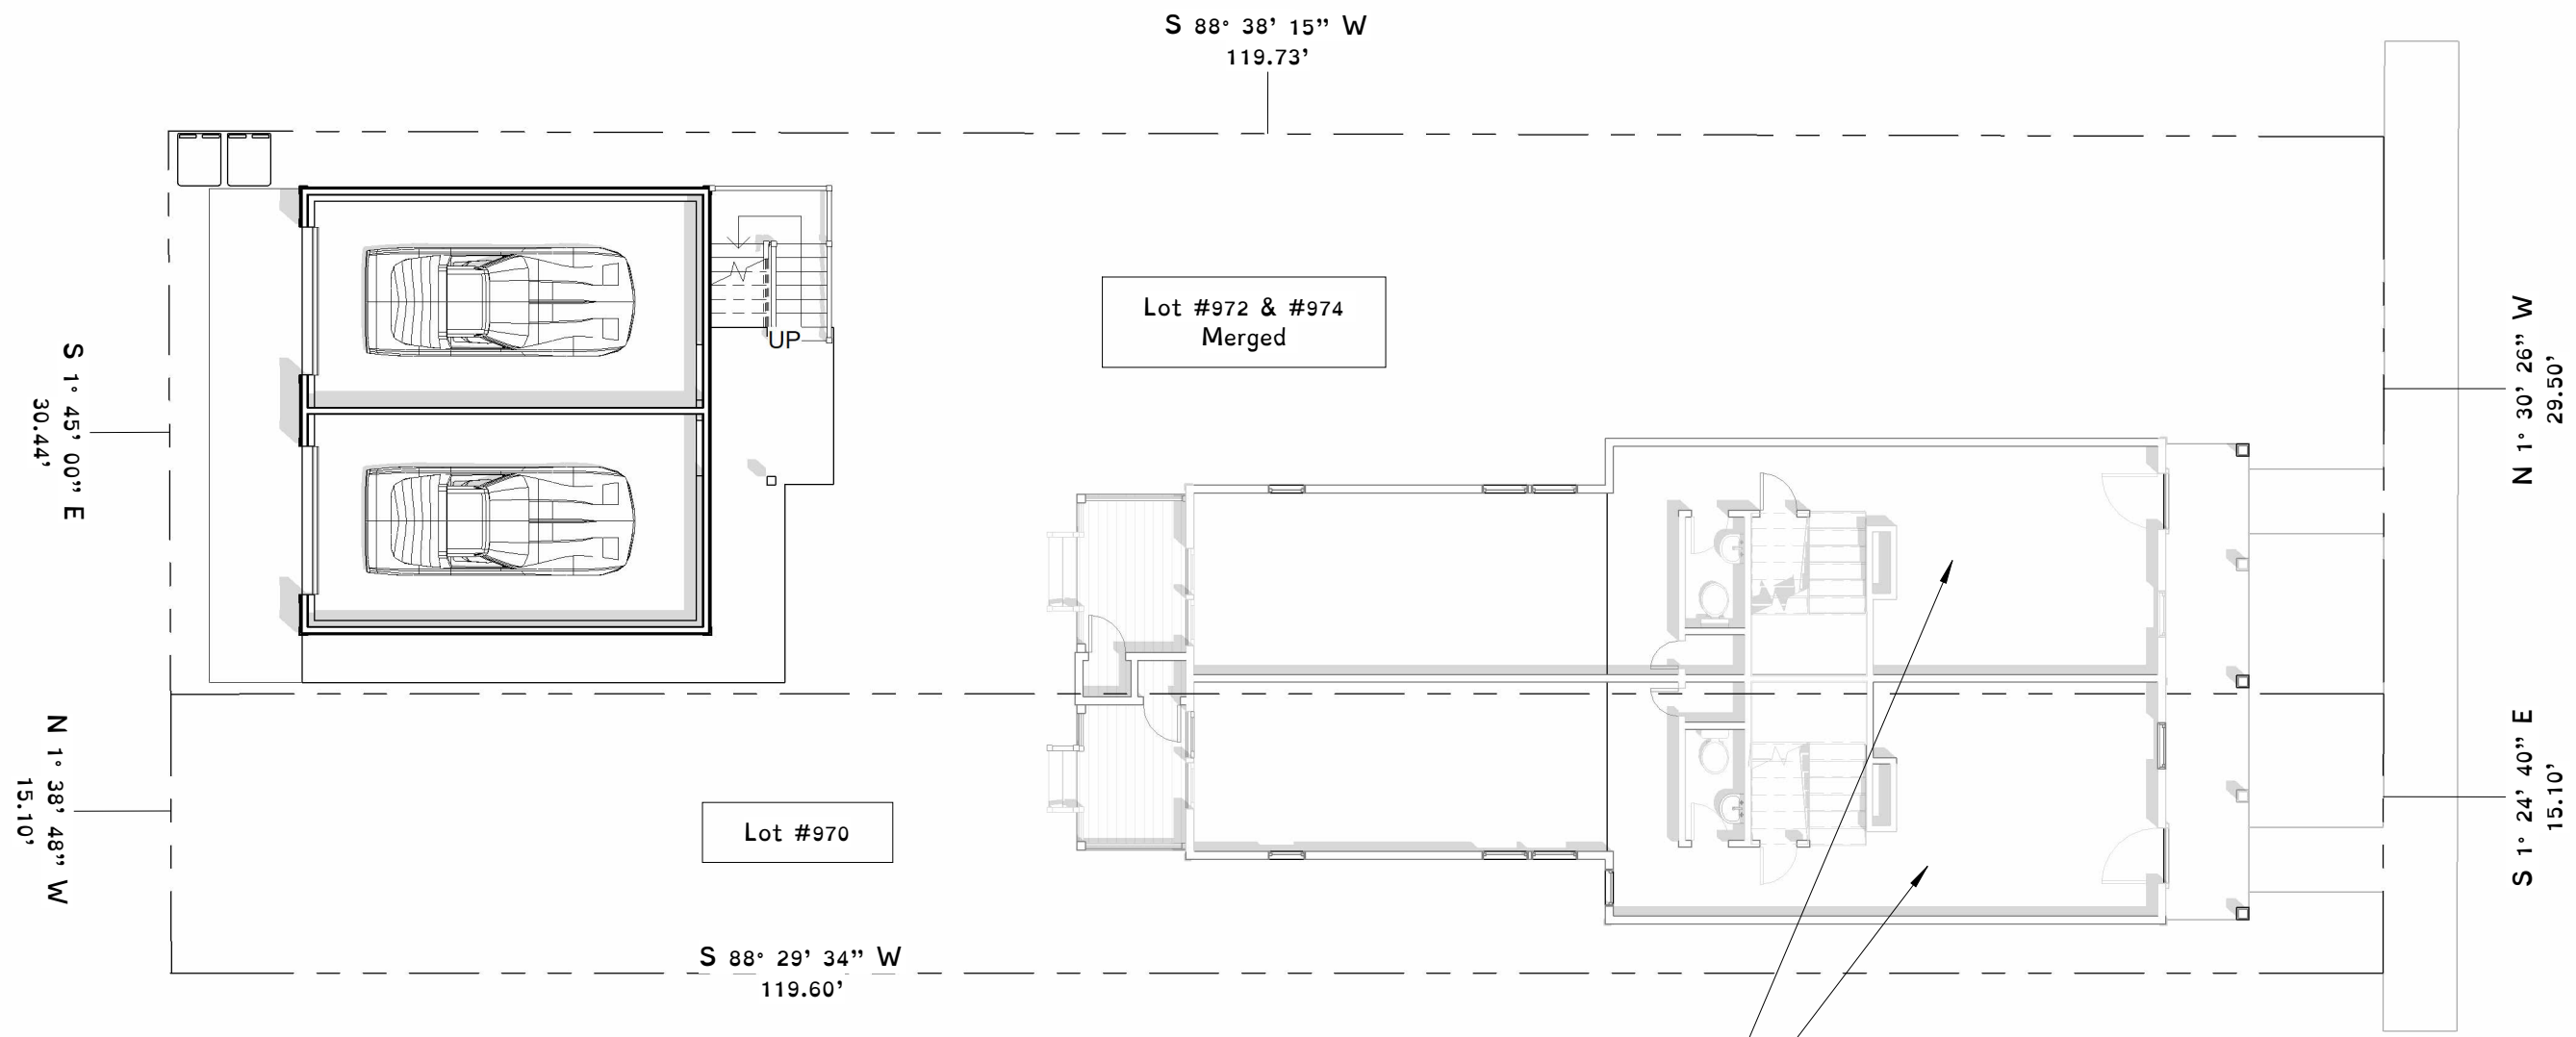 S 88° 38’ 15” W
119.73’
Lot #972 & #974
Merged
UP
S 1° 45’ 00” E
30.44’
N 1° 30’ 26” W
29.50’
N 1° 38’ 48” W
15.10’
Lot #970
S 1° 24’ 40” E
15.10’
S 88° 29’ 34” W
119.60’